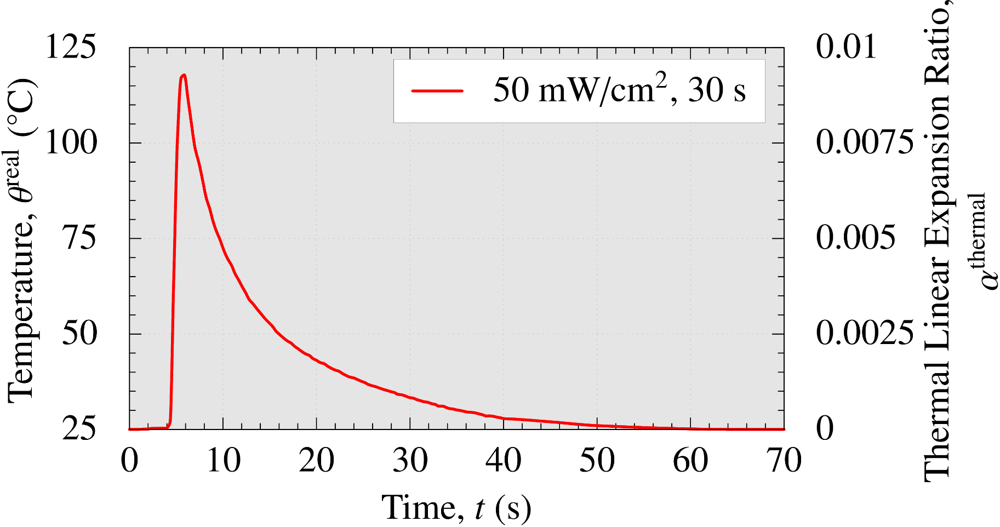 Temperature, θ^real (°C)
125
100
75
50
25
50 mW/cm², 30 s
0.01
0.0075
0.005
0.0025
0
Thermal Linear Expansion Ratio,
α^thermal
0 10 20 30 40 50 60 70
Time, t (s)